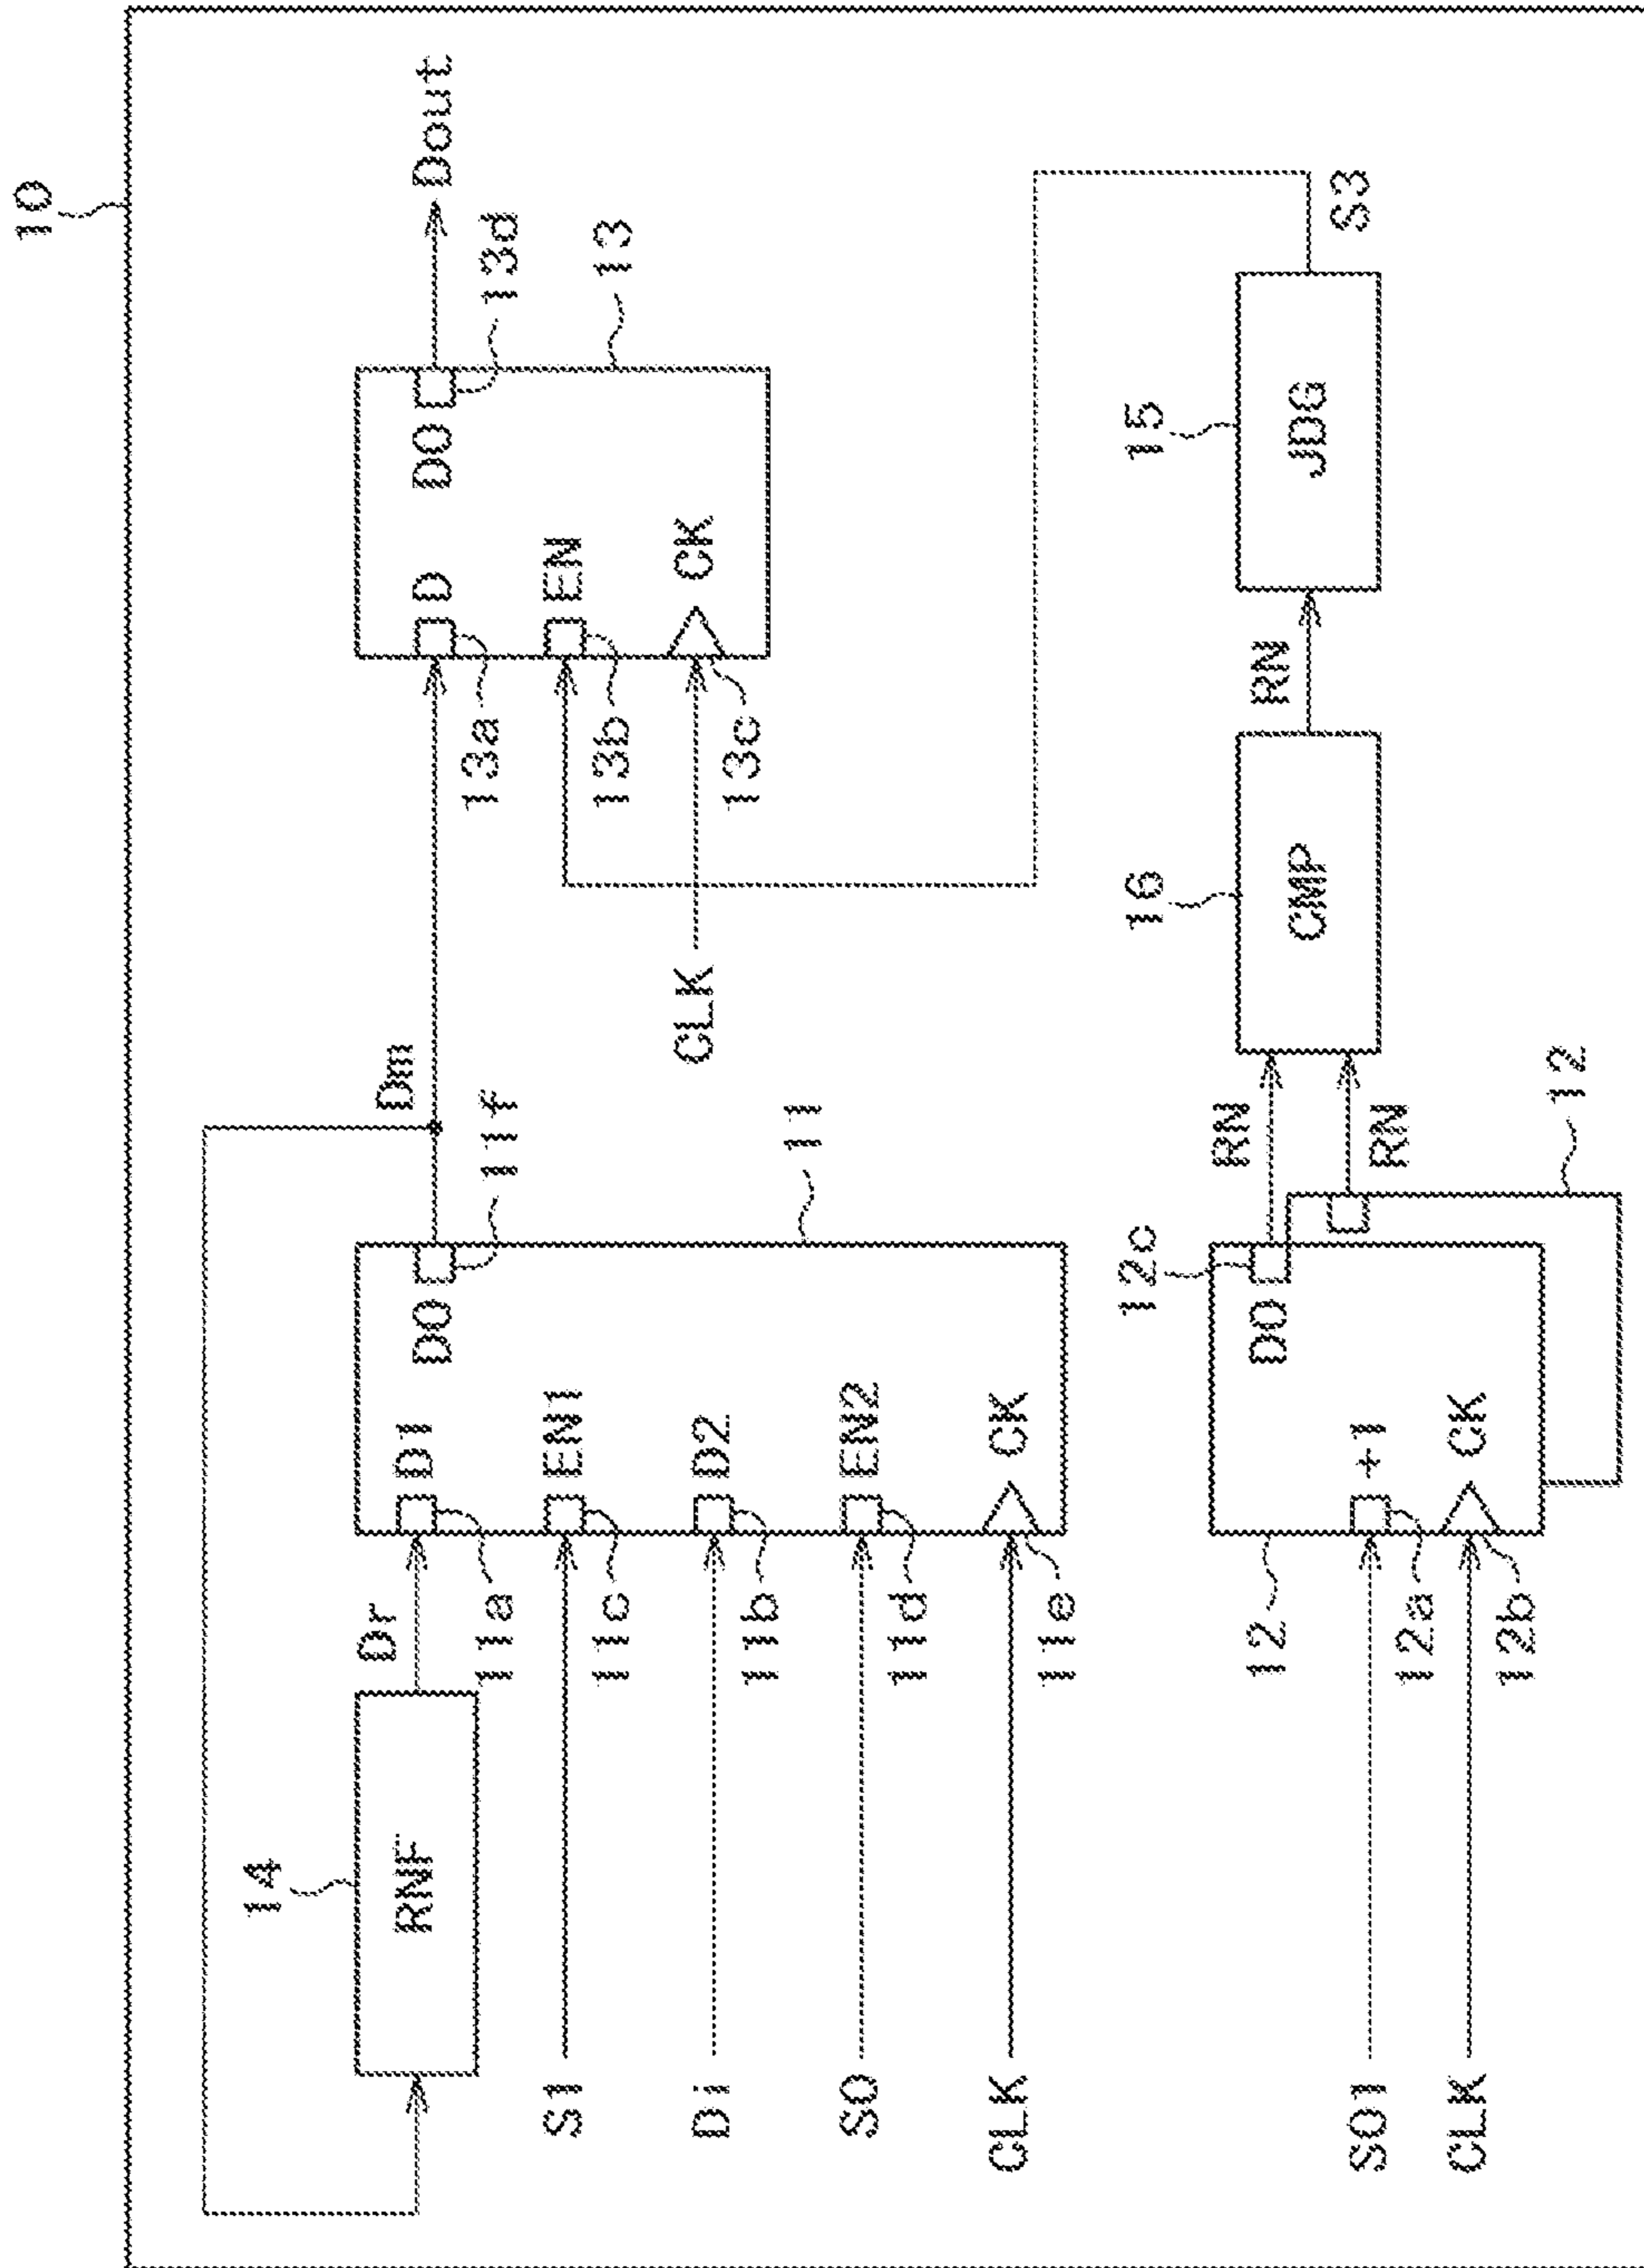 10
14
RNF
Dr
D1
11a
S1
EN1
11c
Di
D2
11b
S0
EN2
11d
CLK
CK
11e
DO
11f
11
Dm
D
13a
EN
13b
CLK
CK
13c
DO
13d
13
Dout
12
S01
+1
12a
CLK
CK
12b
DO
12c
12
RN
RN
16
CMP
RN
15
JDG
S3